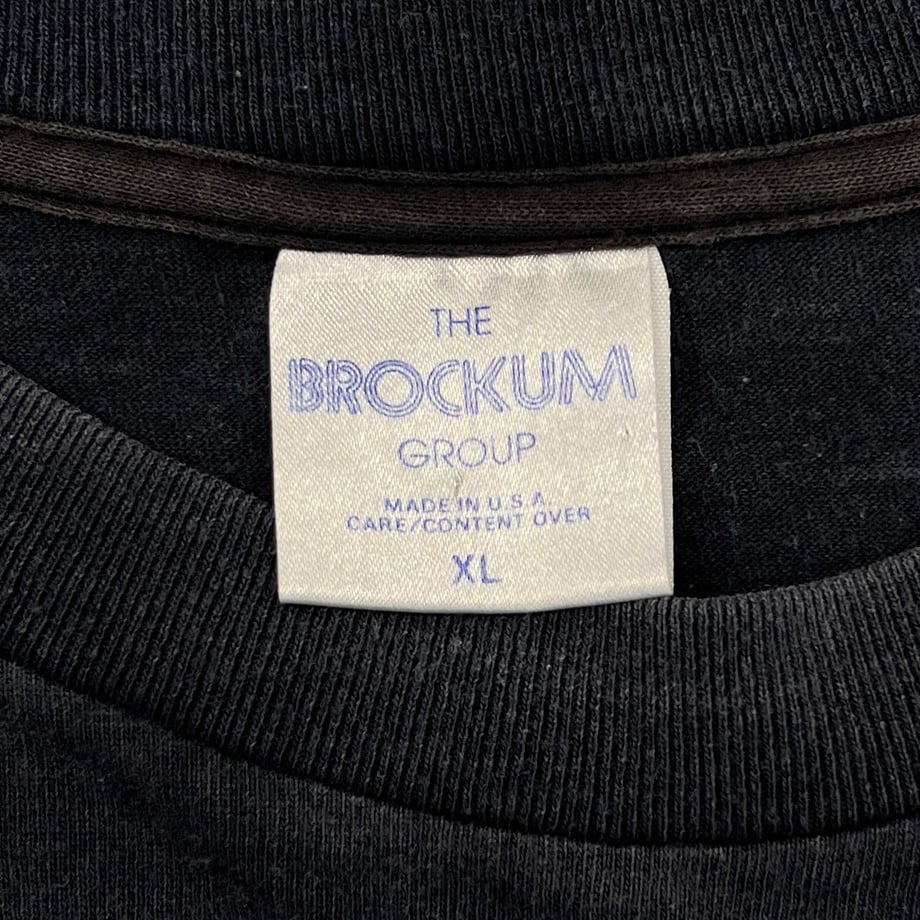 THE
BROCKUM
GROUP
MADE IN U.S.A.
CARE/CONTENT OVER
XL